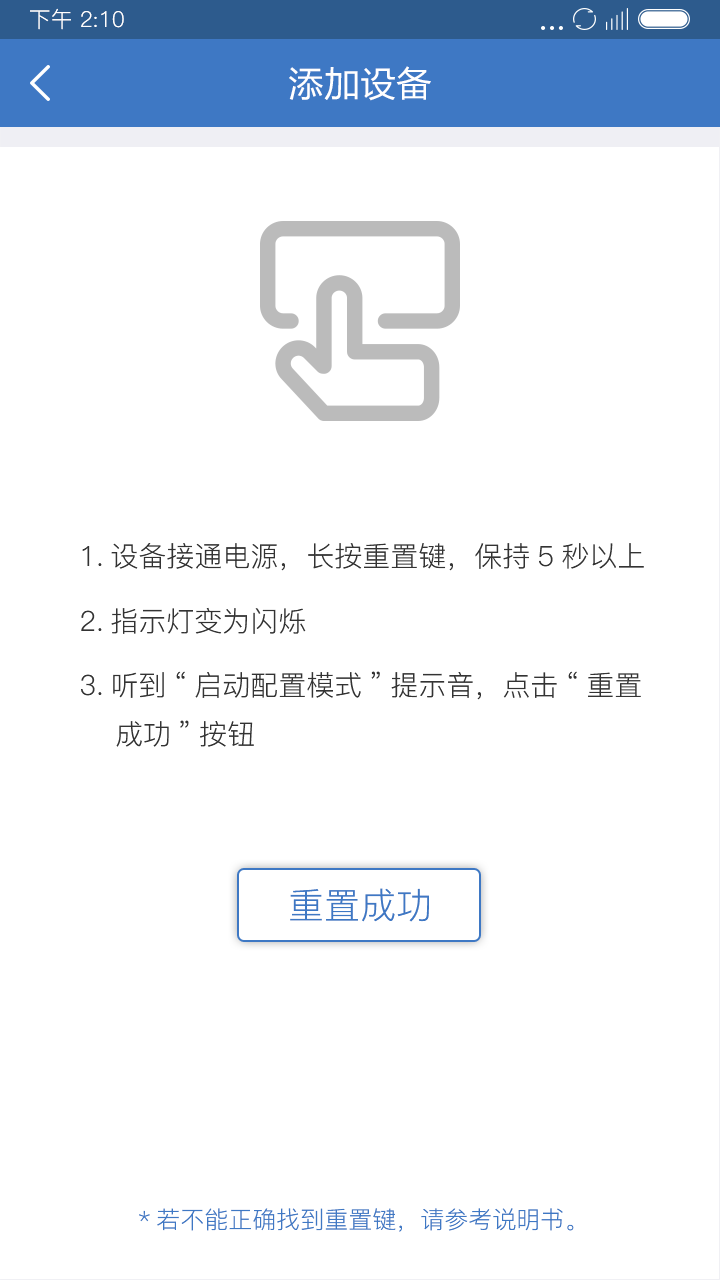 下午 2:10
添加设备
1. 设备接通电源，长按重置键，保持 5 秒以上
2. 指示灯变为闪烁
3. 听到 “ 启动配置模式 ” 提示音，点击 “ 重置
成功 ” 按钮
重置成功
* 若不能正确找到重置键，请参考说明书。